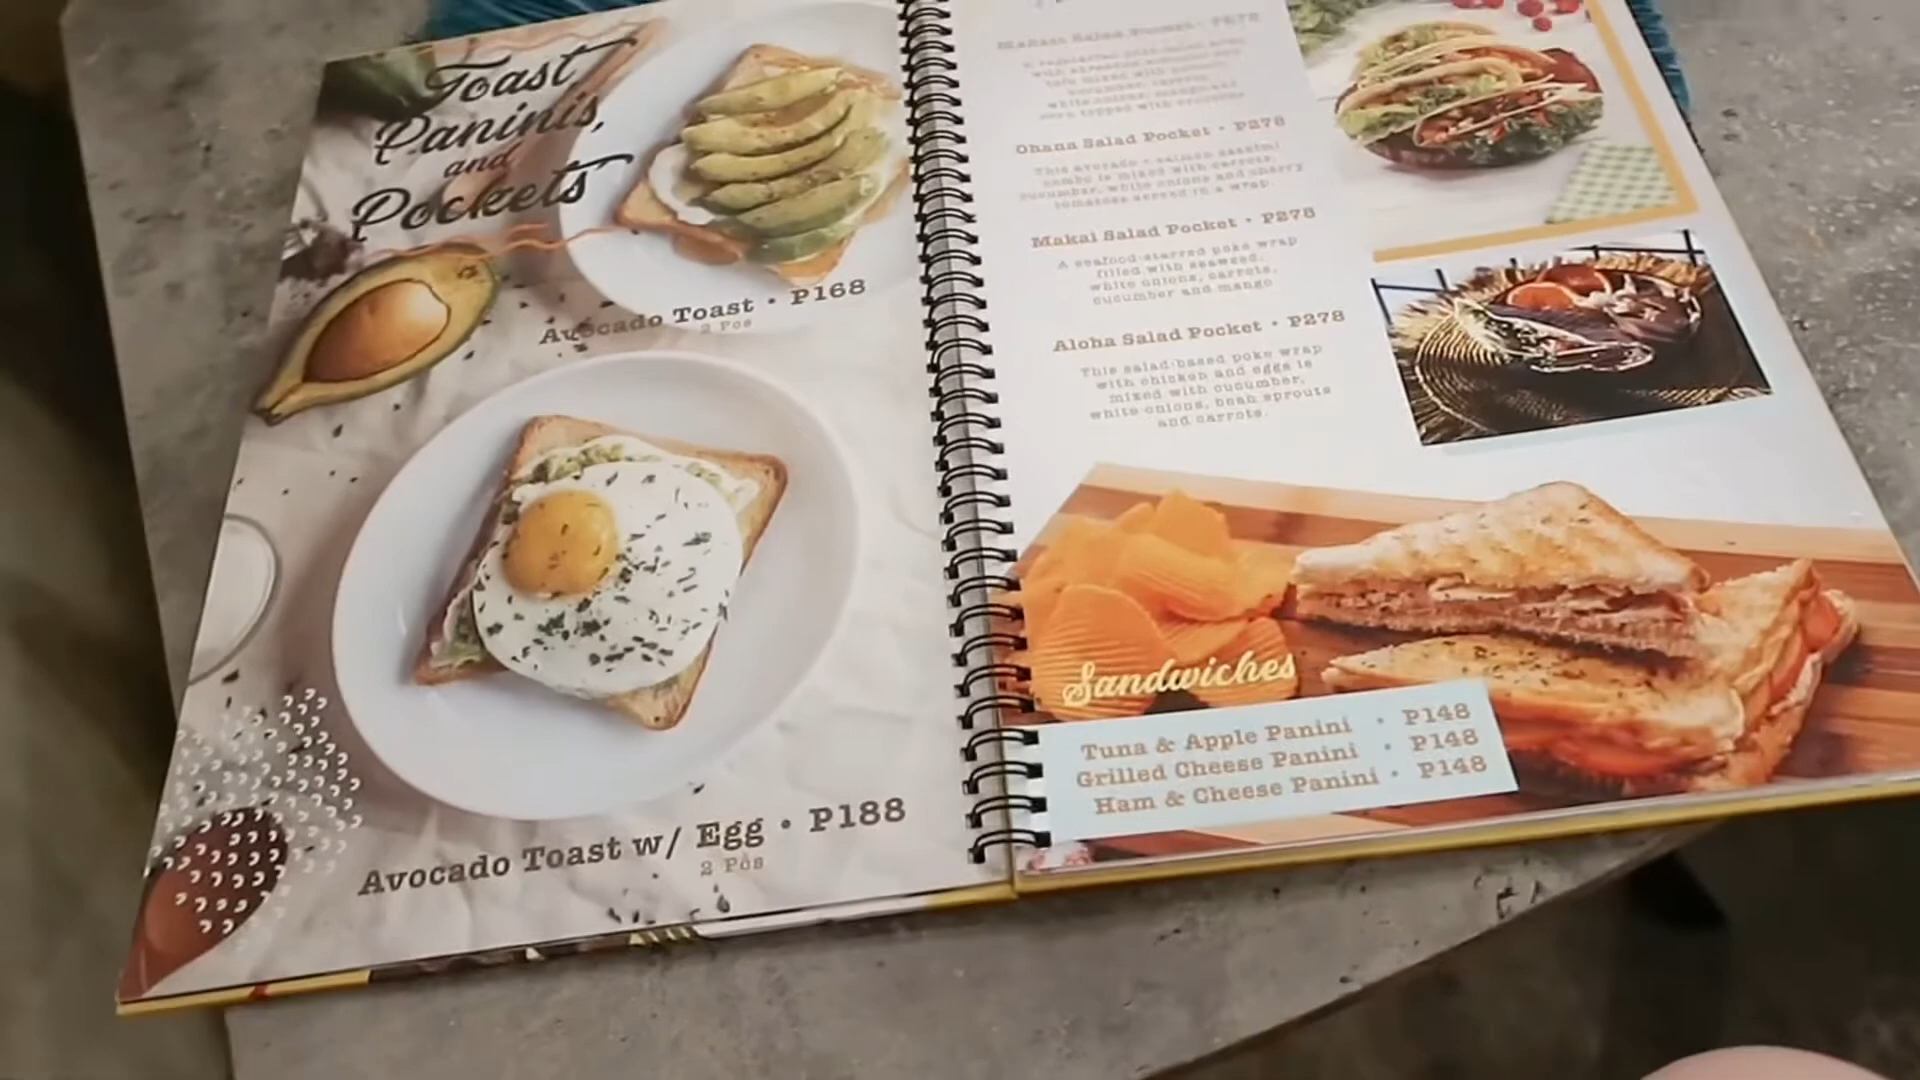 Toast
Paninis,
and
Pockets
Avocado Toast • P168
2 Pcs
Avocado Toast w/ Egg • P188
2 Pcs
Ohana Salad Pocket • P278
This avocado + salmon sashimi
combo is mixed with carrots,
cucumber, white onions and cherry
tomatoes served in a wrap.
Makai Salad Pocket • P278
A seafood-starred poke wrap
filled with seaweed,
white onions, carrots,
cucumber and mango
Aloha Salad Pocket • P278
This salad-based poke wrap
with chicken and eggs is
mixed with cucumber,
white onions, bean sprouts
and carrots.
Sandwiches
Tuna & Apple Panini • P148
Grilled Cheese Panini • P148
Ham & Cheese Panini • P148